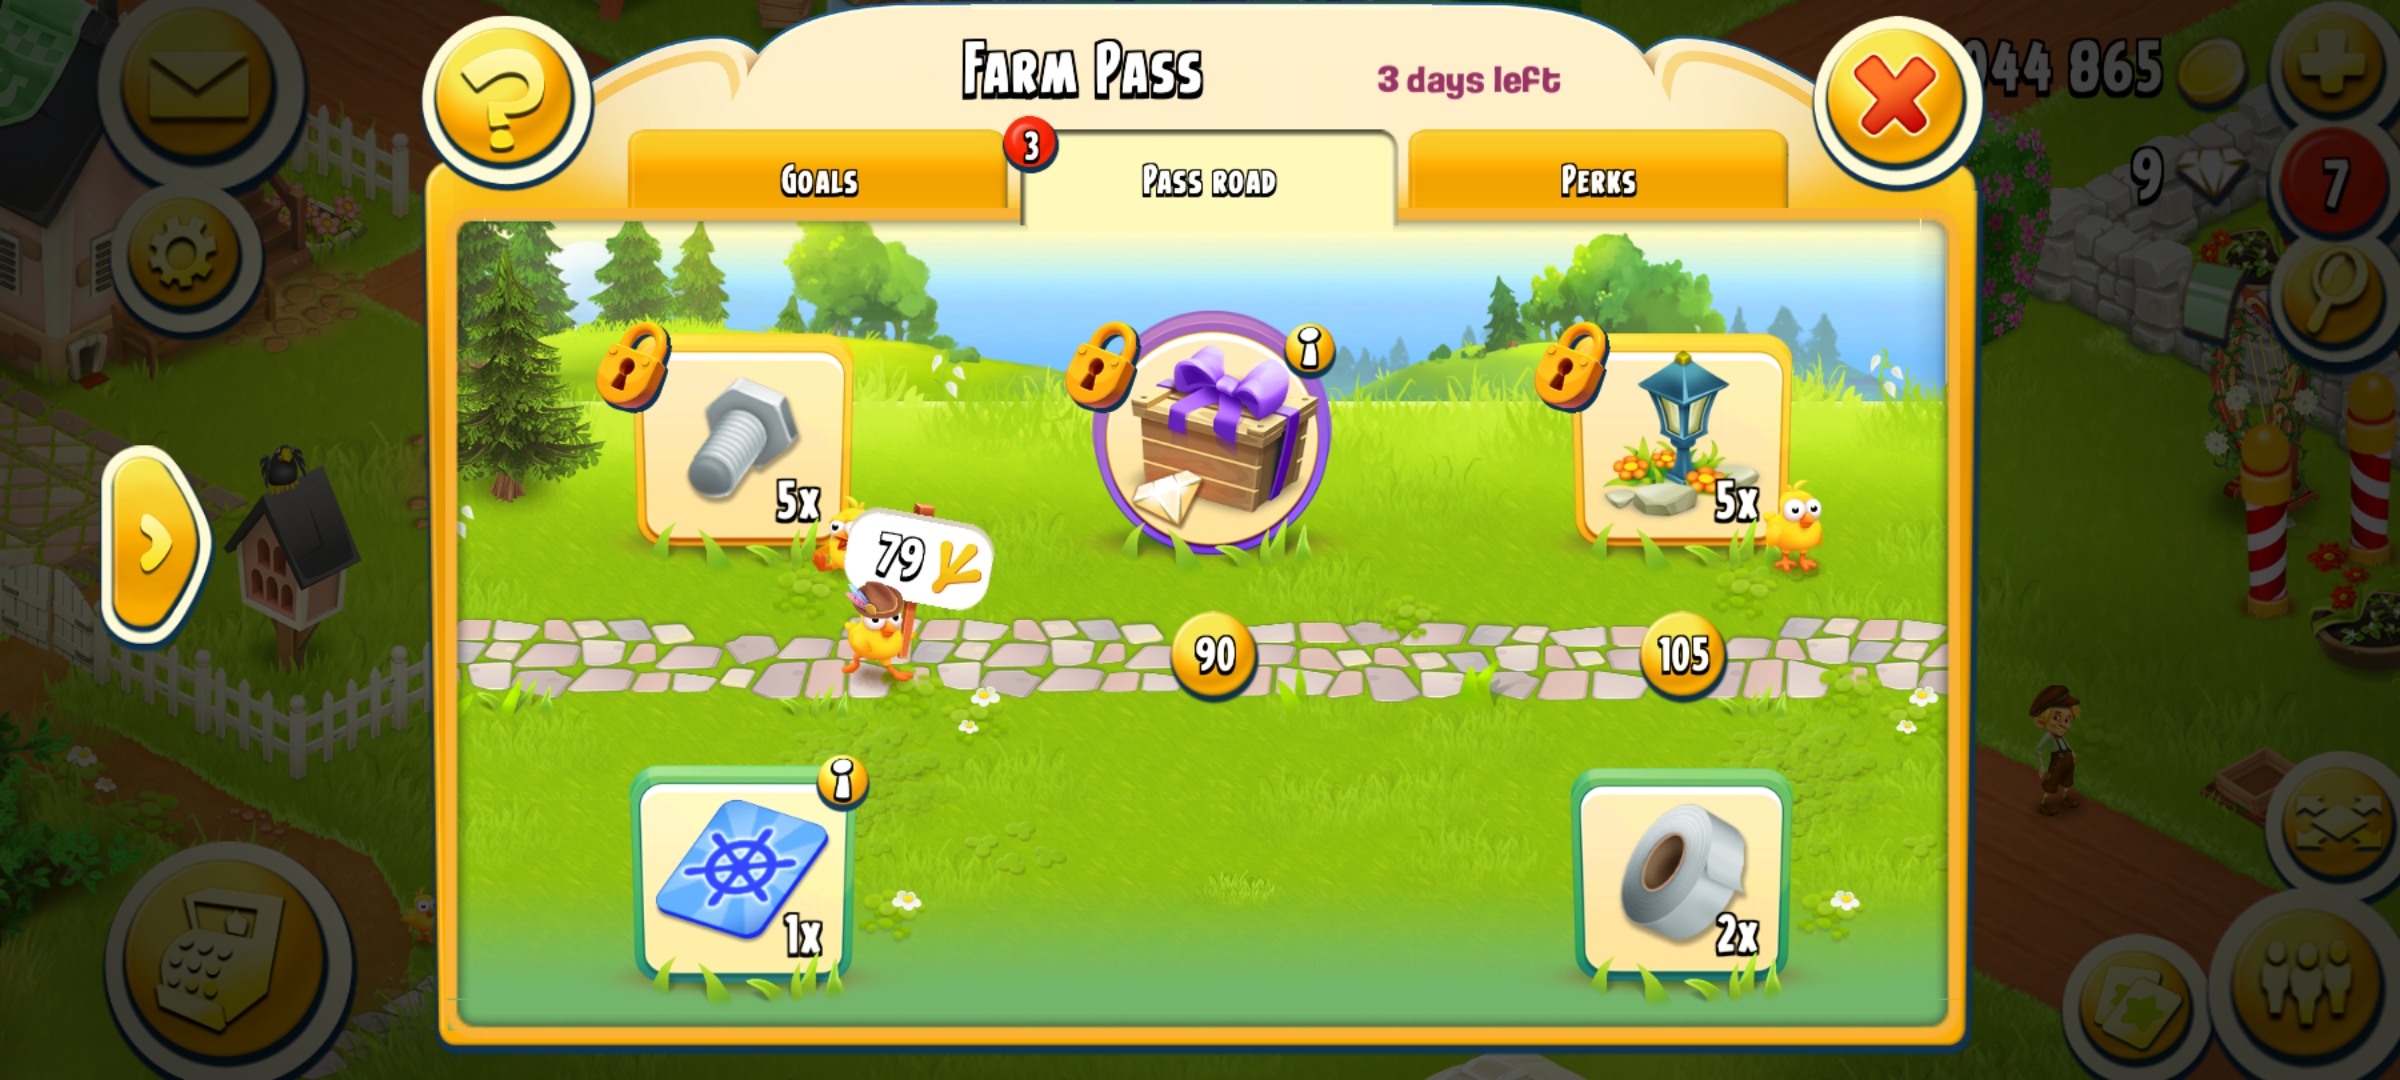 FARM PASS
3 days left
044 865
9
7
3
GOALS
PASS ROAD
PERKS
5x
5x
79
90
105
1x
2x